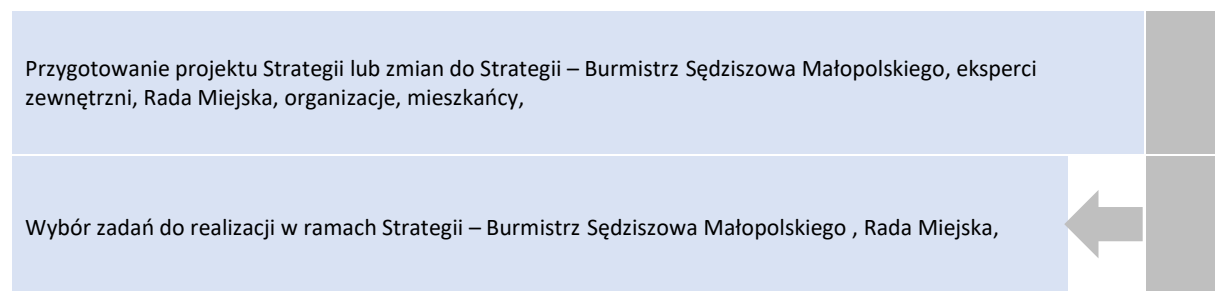 Przygotowanie projektu Strategii lub zmian do Strategii – Burmistrz Sędziszowa Małopolskiego, eksperci
zewnętrzni, Rada Miejska, organizacje, mieszkańcy,
Wybór zadań do realizacji w ramach Strategii – Burmistrz Sędziszowa Małopolskiego , Rada Miejska,